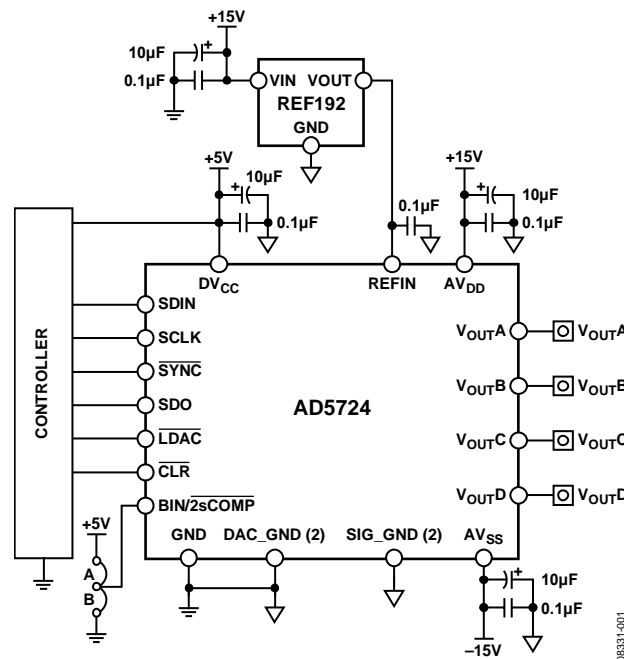 +15V
10µF +
0.1µF
VIN VOUT
REF192
GND
+5V
+ 10µF
0.1µF
0.1µF
+15V
+ 10µF
0.1µF
DVCC REFIN AVDD
CONTROLLER
SDIN
SCLK
SYNC
SDO
LDAC
CLR
BIN/2sCOMP
AD5724
VOUTA VOUTA
VOUTB VOUTB
VOUTC VOUTC
VOUTD VOUTD
+5V
A
B
GND DAC_GND (2) SIG_GND (2) AVSS
+ 10µF
0.1µF
–15V
08331-001